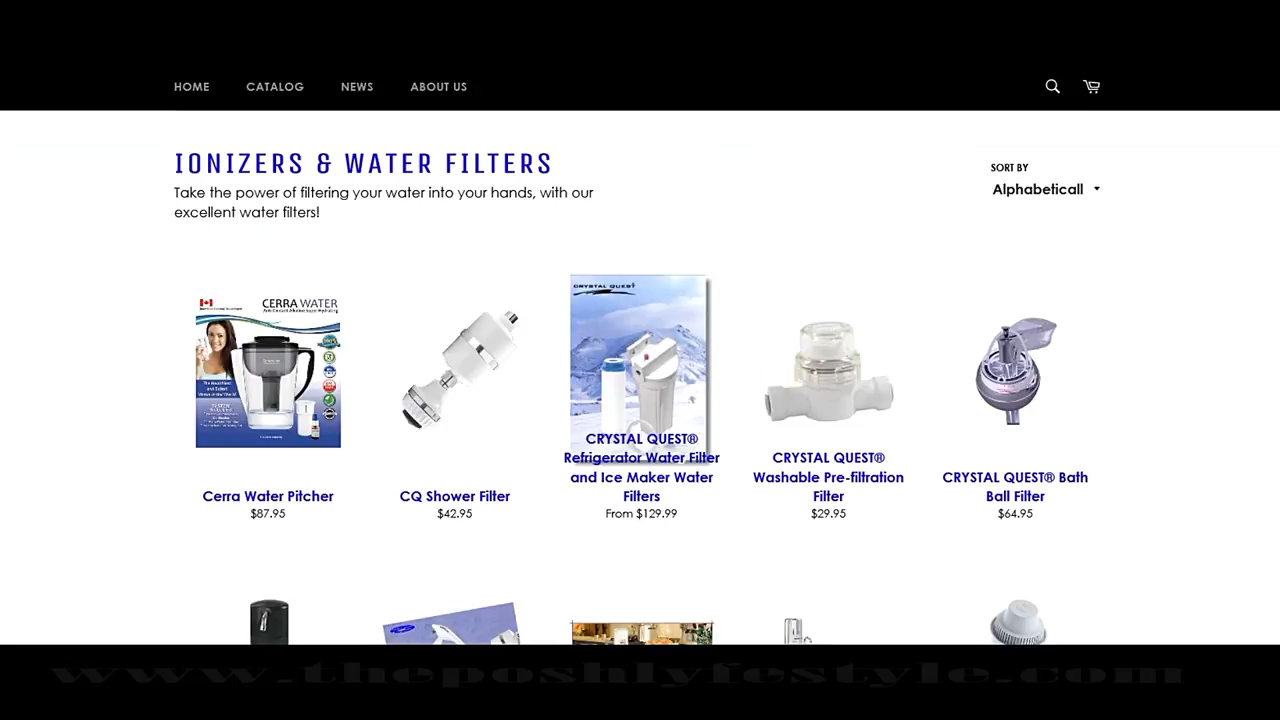 HOME CATALOG NEWS ABOUT US
IONIZERS & WATER FILTERS
Take the power of filtering your water into your hands, with our
excellent water filters!
SORT BY
Alphabeticall
CERRA WATER
CRYSTAL QUEST
Cerra Water Pitcher
$87.95
CQ Shower Filter
$42.95
CRYSTAL QUEST®
Refrigerator Water Filter
and Ice Maker Water
Filters
From $129.99
CRYSTAL QUEST®
Washable Pre-filtration
Filter
$29.95
CRYSTAL QUEST® Bath
Ball Filter
$64.95
www.theposhlyfestyle.com